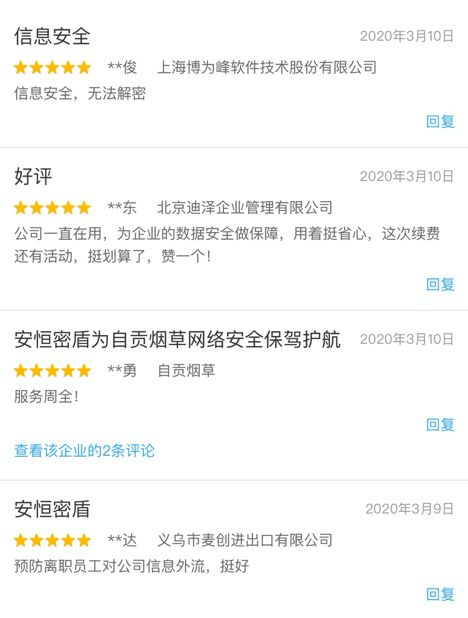 信息安全 2020年3月10日
★★★★★ **俊 上海博为峰软件技术股份有限公司
信息安全，无法解密
回复
好评 2020年3月10日
★★★★★ **东 北京迪泽企业管理有限公司
公司一直在用，为企业的数据安全做保障，用着挺省心，这次续费
还有活动，挺划算了，赞一个！
回复
安恒密盾为自贡烟草网络安全保驾护航 2020年3月10日
★★★★★ **勇 自贡烟草
服务周全！
回复
查看该企业的2条评论
安恒密盾 2020年3月9日
★★★★★ **达 义乌市麦创进出口有限公司
预防离职员工对公司信息外流，挺好
回复